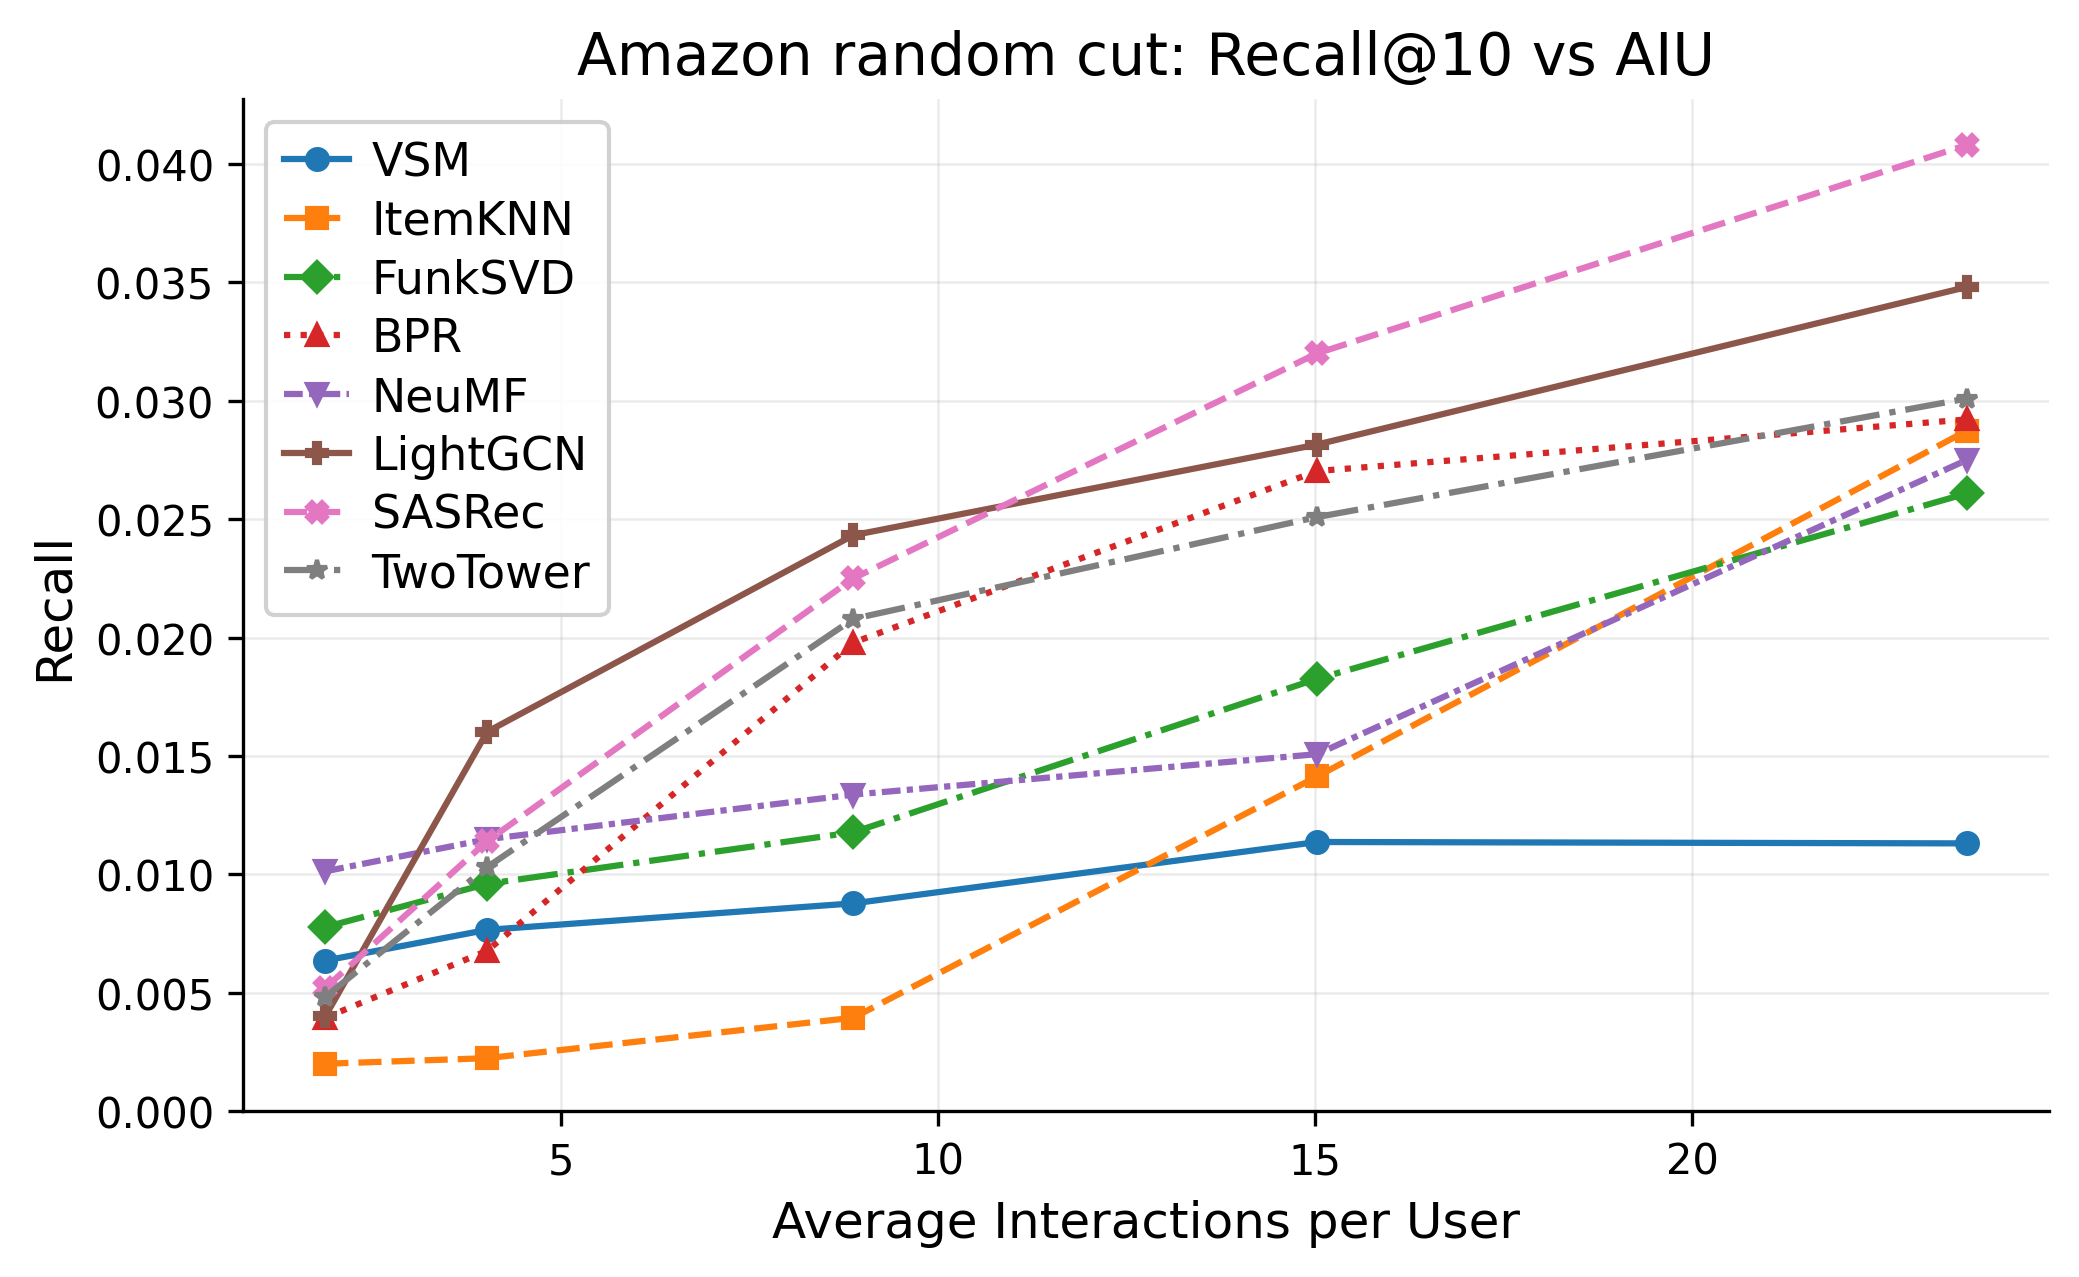 Amazon random cut: Recall@10 vs AIU
VSM
ItemKNN
FunkSVD
BPR
NeuMF
LightGCN
SASRec
TwoTower
0.040
0.035
0.030
0.025
0.020
0.015
0.010
0.005
0.000
Recall
5 10 15 20
Average Interactions per User